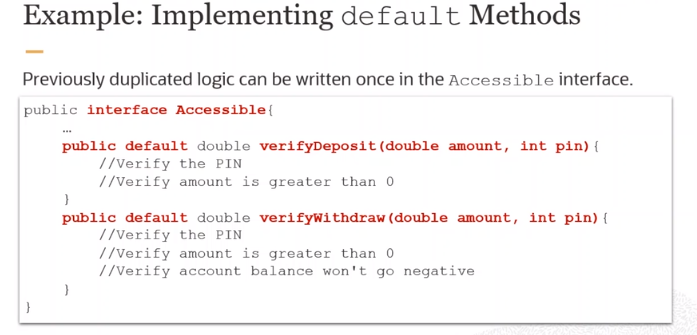 Example: Implementing default Methods
Previously duplicated logic can be written once in the Accessible interface.
public interface Accessible{
…
public default double verifyDeposit(double amount, int pin){
//Verify the PIN
//Verify amount is greater than 0
}
public default double verifyWithdraw(double amount, int pin){
//Verify the PIN
//Verify amount is greater than 0
//Verify account balance won't go negative
}
}